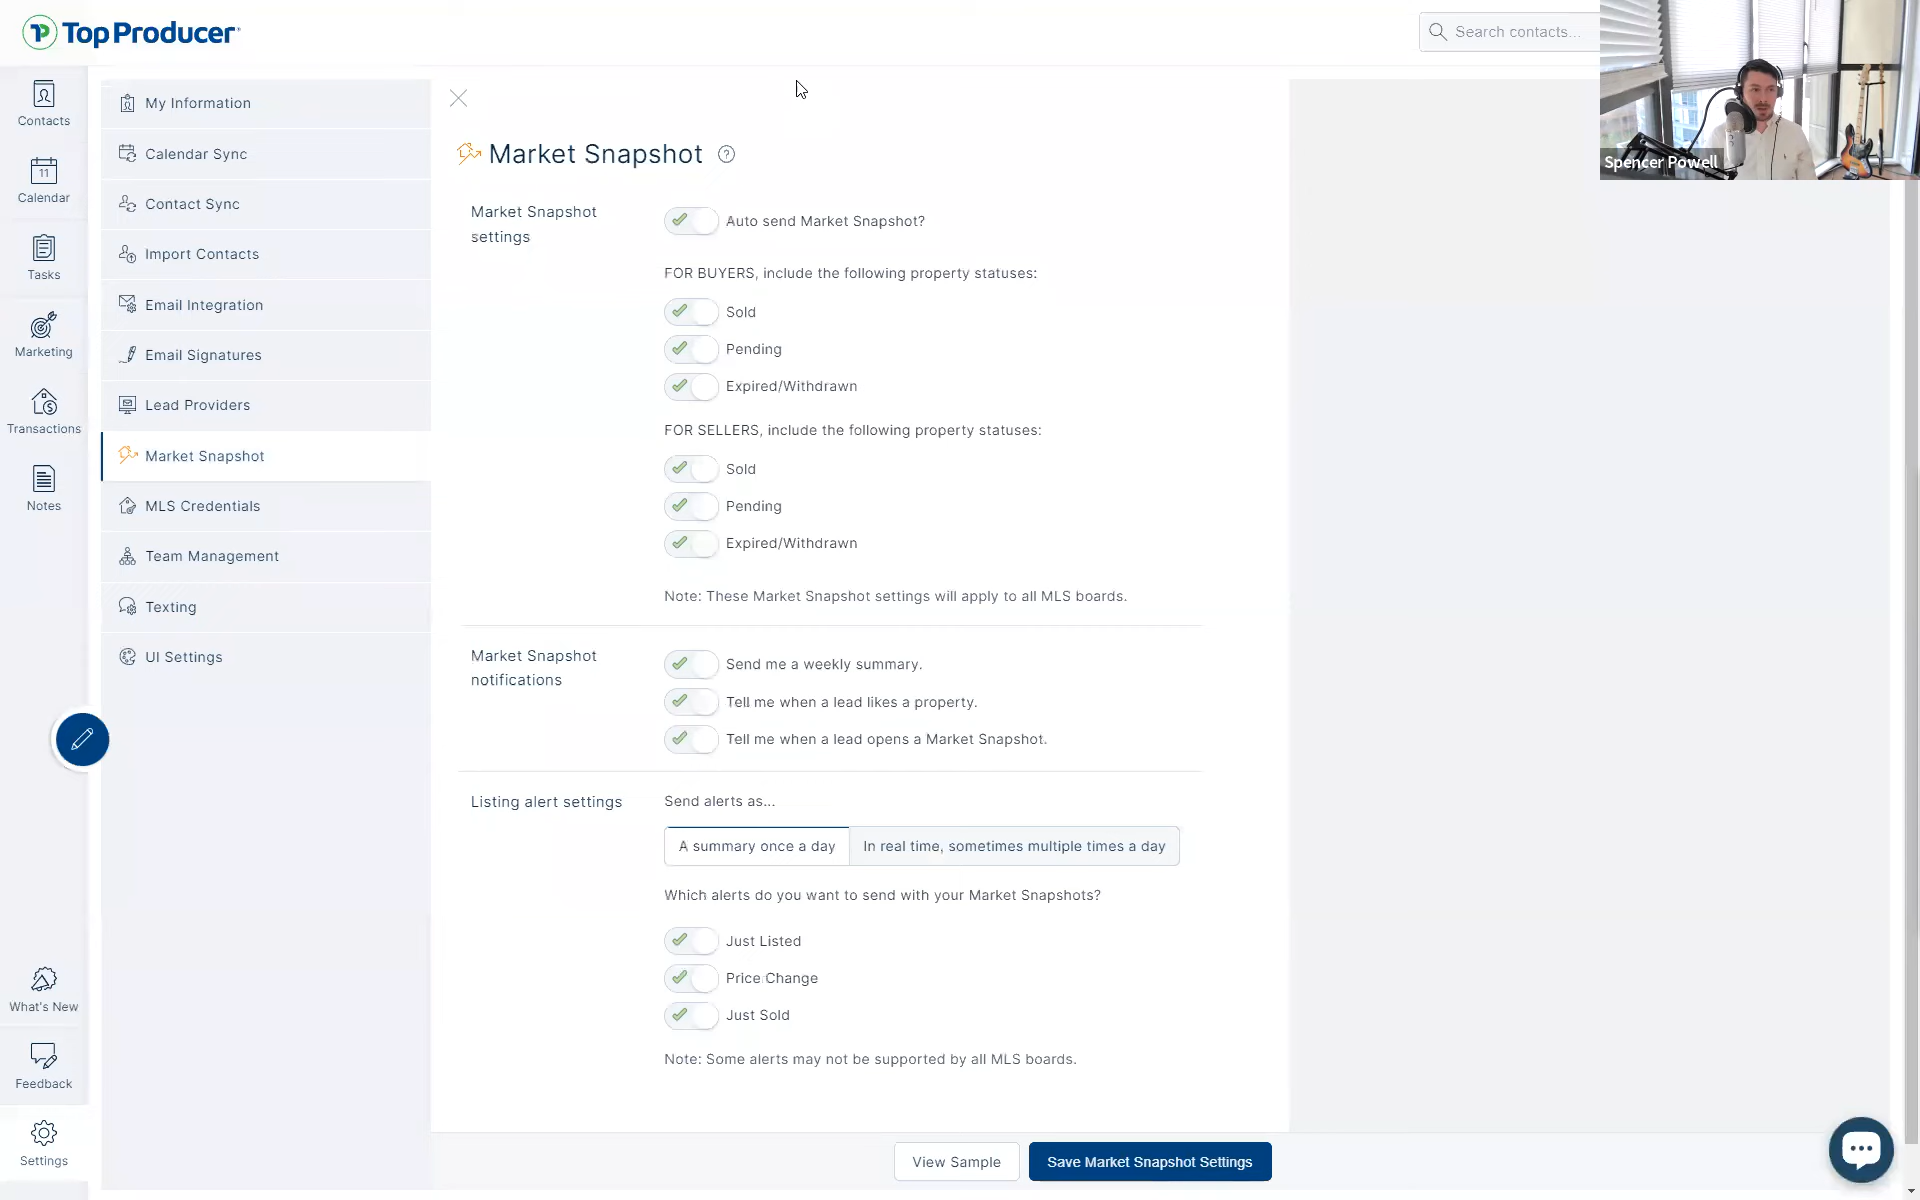 Top Producer
Search contacts...
Spencer Powell
Contacts
11
Calendar
Tasks
Marketing
Transactions
Notes
What's New
Feedback
Settings
My Information
Calendar Sync
Contact Sync
Import Contacts
Email Integration
Email Signatures
Lead Providers
Market Snapshot
MLS Credentials
Team Management
Texting
UI Settings
Market Snapshot ?
Market Snapshot
settings
Auto send Market Snapshot?
FOR BUYERS, include the following property statuses:
Sold
Pending
Expired/Withdrawn
FOR SELLERS, include the following property statuses:
Sold
Pending
Expired/Withdrawn
Note: These Market Snapshot settings will apply to all MLS boards.
Market Snapshot
notifications
Send me a weekly summary.
Tell me when a lead likes a property.
Tell me when a lead opens a Market Snapshot.
Listing alert settings
Send alerts as...
A summary once a day
In real time, sometimes multiple times a day
Which alerts do you want to send with your Market Snapshots?
Just Listed
Price Change
Just Sold
Note: Some alerts may not be supported by all MLS boards.
View Sample
Save Market Snapshot Settings